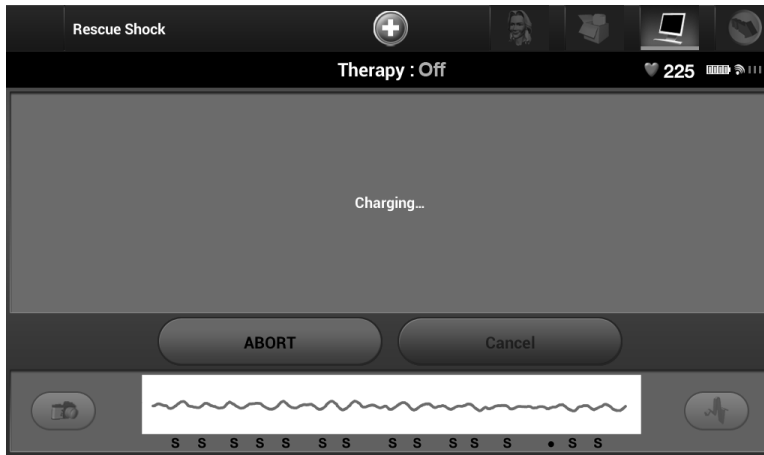 Rescue Shock
Therapy : Off
225
Charging...
ABORT
Cancel
S S S S S S S S S S S S • S S